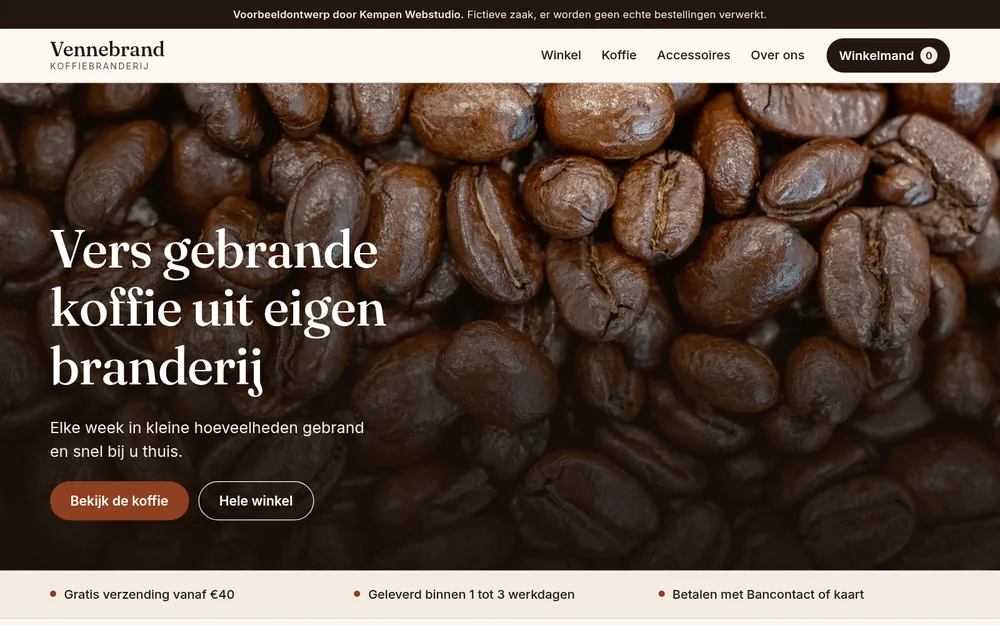 Voorbeeldontwerp door Kempen Webstudio. Fictieve zaak, er worden geen echte bestellingen verwerkt.
Vennebrand
KOFFIEBRANDERIJ
Winkel Koffie Accessoires Over ons Winkelmand 0
Vers gebrande
koffie uit eigen
branderij
Elke week in kleine hoeveelheden gebrand
en snel bij u thuis.
Bekijk de koffie Hele winkel
Gratis verzending vanaf €40 Geleverd binnen 1 tot 3 werkdagen Betalen met Bancontact of kaart